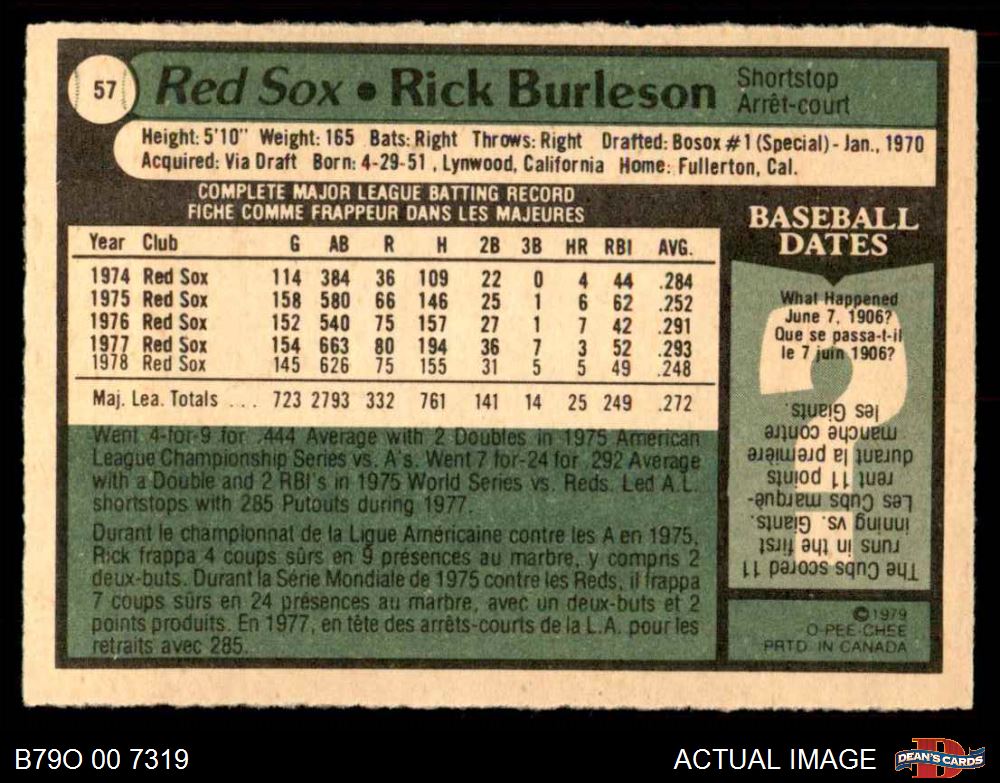 57
Red Sox • Rick Burleson
Shortstop
Arrêt-court
Height: 5'10" Weight: 165 Bats: Right Throws: Right Drafted: Bosox #1 (Special) - Jan., 1970
Acquired: Via Draft Born: 4-29-51, Lynwood, California Home: Fullerton, Cal.
COMPLETE MAJOR LEAGUE BATTING RECORD
FICHE COMME FRAPPEUR DANS LES MAJEURES
Year Club G AB R H 2B 3B HR RBI AVG.
1974 Red Sox 114 384 36 109 22 0 4 44 .284
1975 Red Sox 158 580 66 146 25 1 6 62 .252
1976 Red Sox 152 540 75 157 27 1 7 42 .291
1977 Red Sox 154 663 80 194 36 7 3 52 .293
1978 Red Sox 145 626 75 155 31 5 5 49 .248
Maj. Lea. Totals ... 723 2793 332 761 141 14 25 249 .272
Went 4-for-9 for .444 Average with 2 Doubles in 1975 American
League Championship Series vs. A's. Went 7 for-24 for .292 Average
with a Double and 2 RBI's in 1975 World Series vs. Reds. Led A.L.
shortstops with 285 Putouts during 1977.
Durant le championnat de la Ligue Américaine contre les A en 1975,
Rick frappa 4 coups sûrs en 9 présences au marbre, y compris 2
deux-buts. Durant la Série Mondiale de 1975 contre les Reds, il frappa
7 coups sûrs en 24 présences au marbre, avec un deux-buts et 2
points produits. En 1977, en tête des arrêts-courts de la L.A. pour les
retraits avec 285.
BASEBALL
DATES
What Happened
June 7, 1906?
Que se passa-t-il
le 7 juin 1906?
The Cubs scored 11
runs in the first
inning vs. Giants.
Les Cubs marquè-
rent 11 points
durant la première
manche contre
les Giants.
©1979
O-PEE-CHEE
PRTD. IN CANADA
B79O 00 7319
ACTUAL IMAGE
D
DEAN'S CARDS